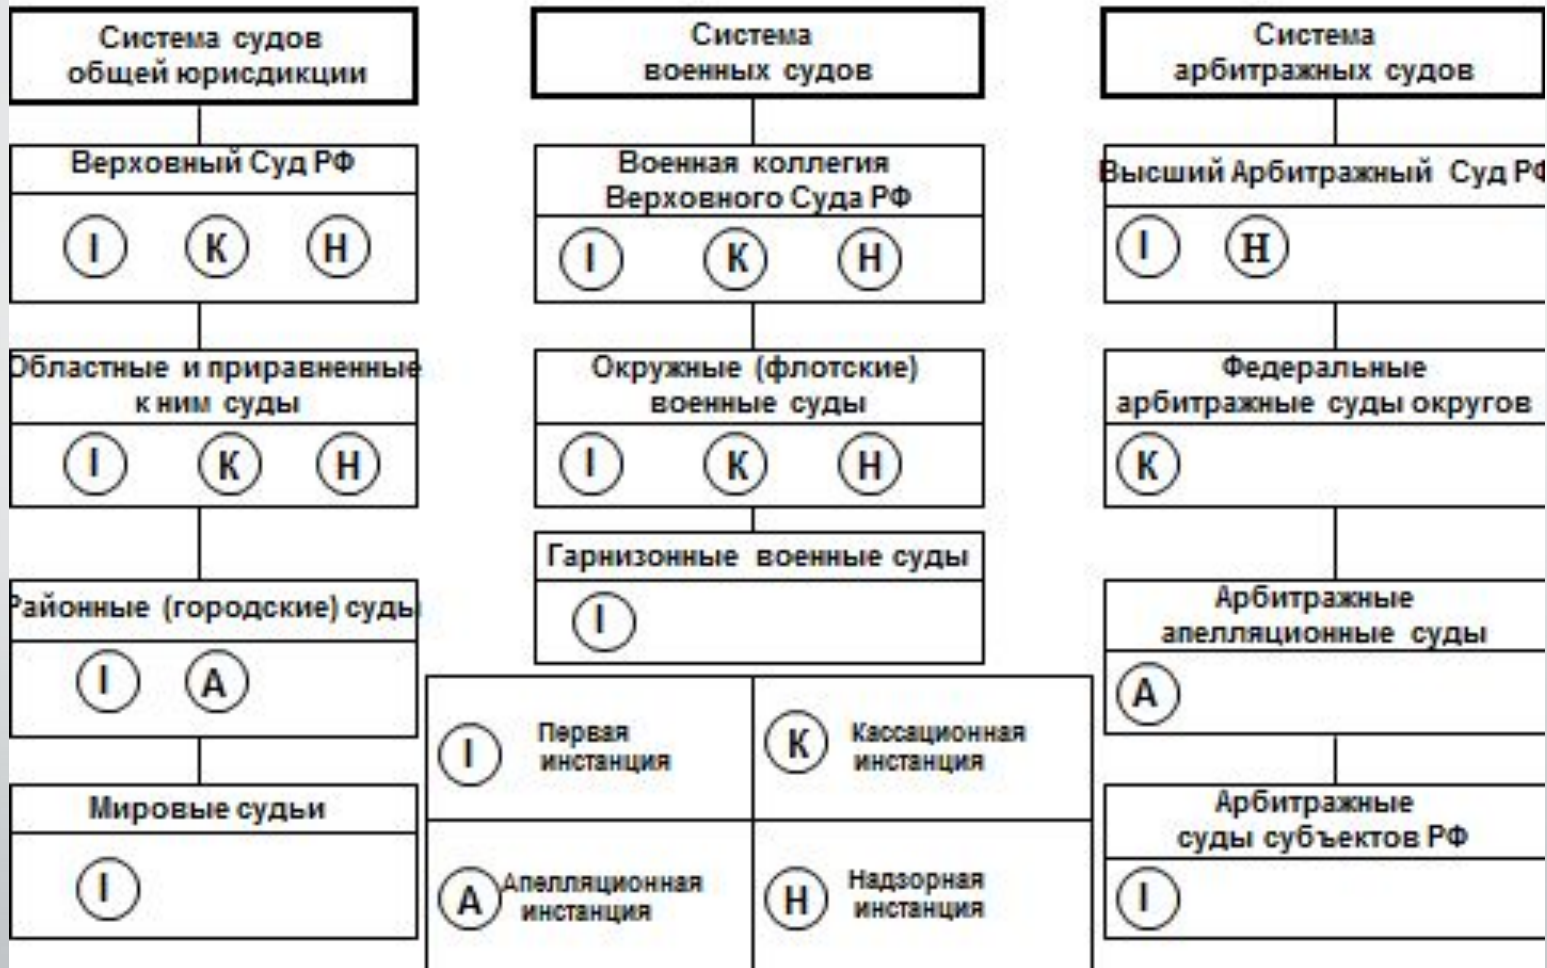 Система судов
общей юрисдикции
Верховный Суд РФ
I К Н
Областные и приравненные
к ним суды
I К Н
Районные (городские) суды
I А
Мировые судьи
I
Система
военных судов
Военная коллегия
Верховного Суда РФ
I К Н
Окружные (флотские)
военные суды
I К Н
Гарнизонные военные суды
I
Система
арбитражных судов
Высший Арбитражный Суд РФ
I Н
Федеральные
арбитражные суды округов
К
Арбитражные
апелляционные суды
А
Арбитражные
суды субъектов РФ
I
I Первая
инстанция
К Кассационная
инстанция
А Апелляционная
инстанция
Н Надзорная
инстанция